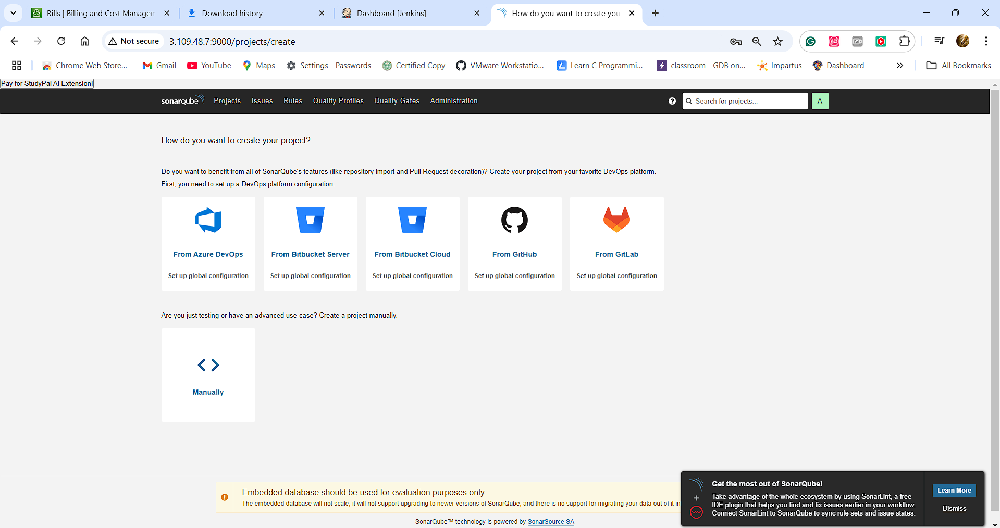 Bills | Billing and Cost Managem
Download history
Dashboard [Jenkins]
How do you want to create you
Not secure
3.109.48.7:9000/projects/create
Chrome Web Store...
Gmail
YouTube
Maps
Settings - Passwords
Certified Copy
VMware Workstatio...
Learn C Programmi...
classroom - GDB on...
Impartus
Dashboard
All Bookmarks
Pay for StudyPal AI Extension!
sonarqube
Projects
Issues
Rules
Quality Profiles
Quality Gates
Administration
Search for projects...
A
How do you want to create your project?
Do you want to benefit from all of SonarQube's features (like repository import and Pull Request decoration)? Create your project from your favorite DevOps platform.
First, you need to set up a DevOps platform configuration.
From Azure DevOps
Set up global configuration
From Bitbucket Server
Set up global configuration
From Bitbucket Cloud
Set up global configuration
From GitHub
Set up global configuration
From GitLab
Set up global configuration
Are you just testing or have an advanced use-case? Create a project manually.
Manually
Embedded database should be used for evaluation purposes only
The embedded database will not scale, it will not support upgrading to newer versions of SonarQube, and there is no support for migrating your data out of it in
SonarQube™ technology is powered by SonarSource SA
Get the most out of SonarQube!
Take advantage of the whole ecosystem by using SonarLint, a free
IDE plugin that helps you find and fix issues earlier in your workflow.
Connect SonarLint to SonarQube to sync rule sets and issue states.
Learn More
Dismiss